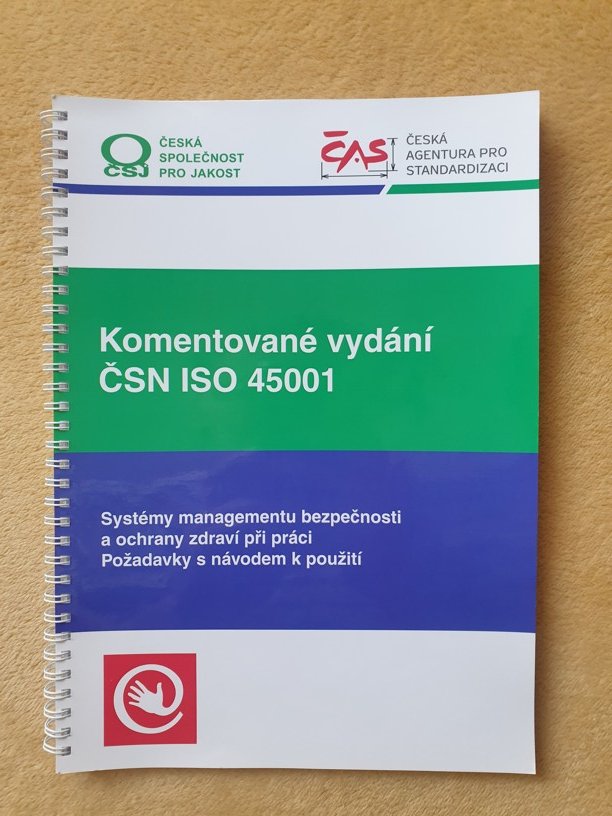 ČSJ
ČESKÁ
SPOLEČNOST
PRO JAKOST
ČAS
ČESKÁ
AGENTURA PRO
STANDARDIZACI
Komentované vydání
ČSN ISO 45001
Systémy managementu bezpečnosti
a ochrany zdraví při práci
Požadavky s návodem k použití